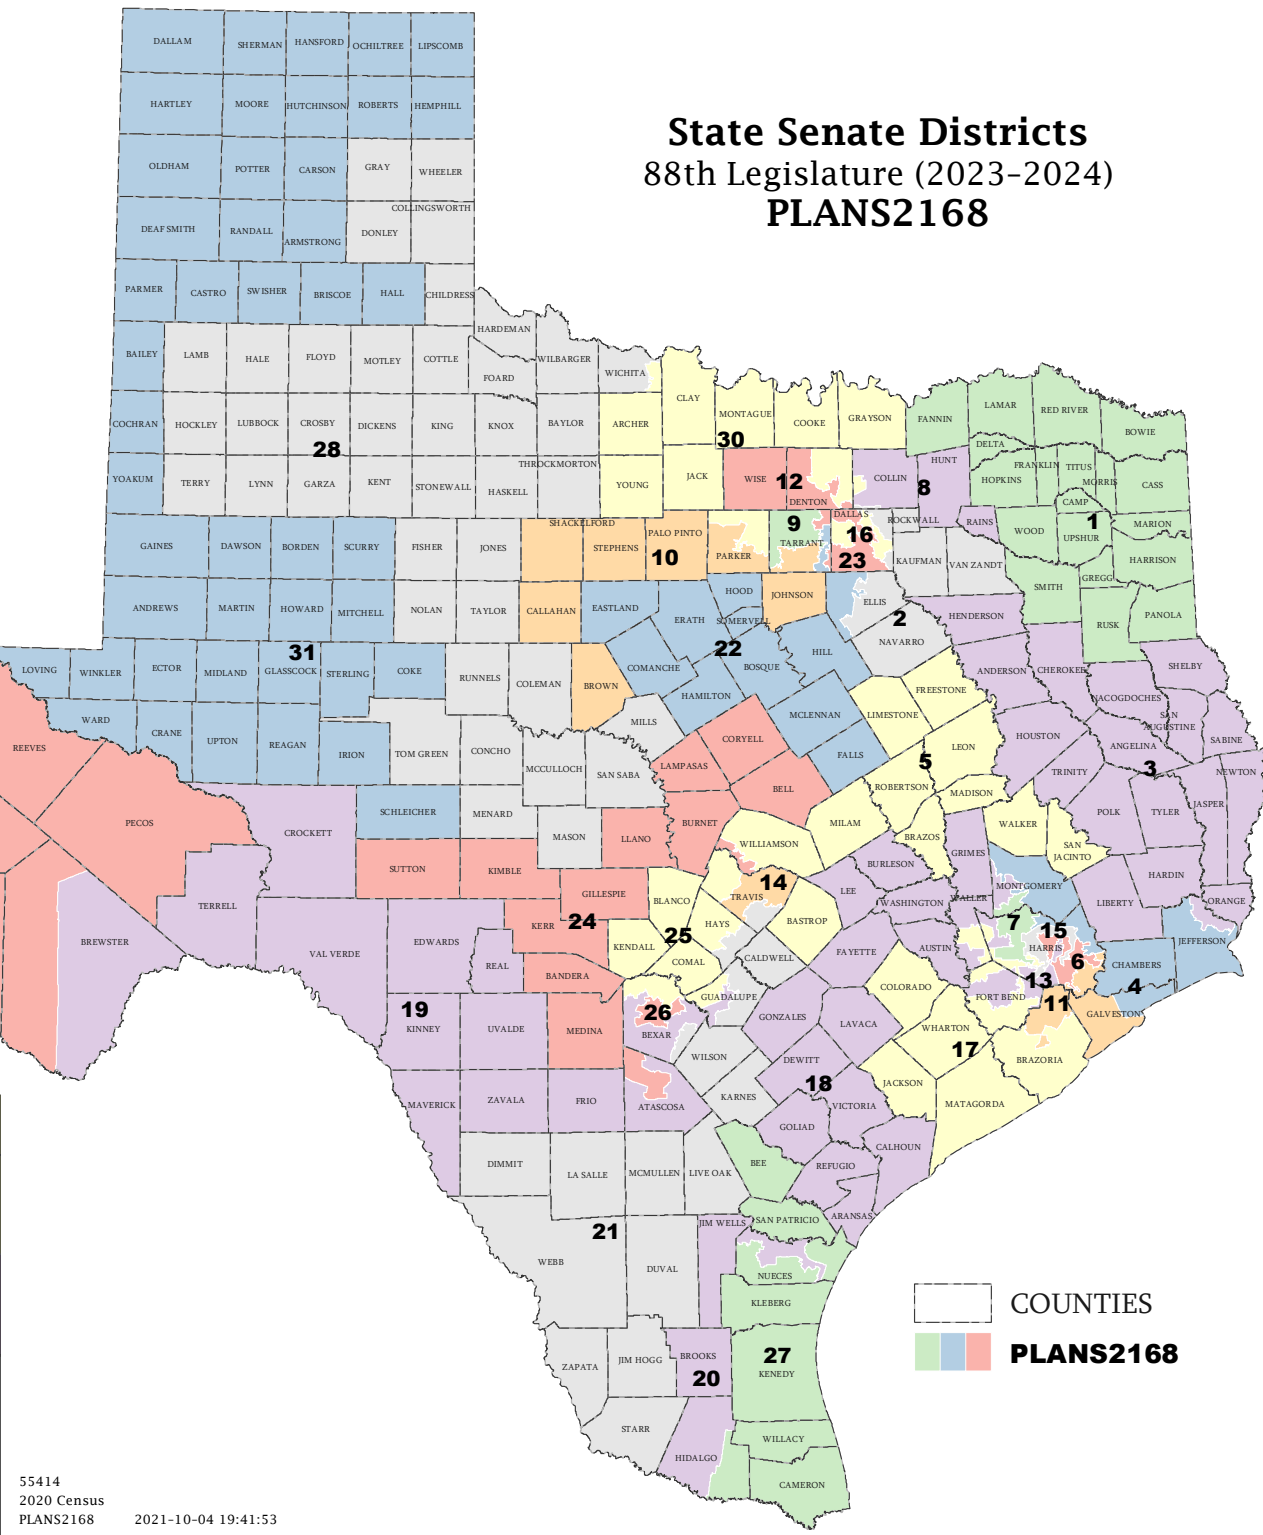 State Senate Districts
88th Legislature (2023–2024)
PLANS2168
DALLAM
SHERMAN
HANSFORD
OCHILTREE
LIPSCOMB
HARTLEY
MOORE
HUTCHINSON
ROBERTS
HEMPHILL
OLDHAM
POTTER
CARSON
GRAY
WHEELER
DEAF SMITH
RANDALL
ARMSTRONG
DONLEY
COLLINGSWORTH
PARMER
CASTRO
SWISHER
BRISCOE
HALL
CHILDRESS
HARDEMAN
BAILEY
LAMB
HALE
FLOYD
MOTLEY
COTTLE
FOARD
WILBARGER
WICHITA
COCHRAN
HOCKLEY
LUBBOCK
CROSBY
28
DICKENS
KING
KNOX
BAYLOR
ARCHER
CLAY
MONTAGUE
30
COOKE
GRAYSON
FANNIN
LAMAR
RED RIVER
BOWIE
YOAKUM
TERRY
LYNN
GARZA
KENT
STONEWALL
HASKELL
THROCKMORTON
YOUNG
JACK
WISE
12
DENTON
COLLIN
8
HUNT
DELTA
HOPKINS
FRANKLIN
TITUS
MORRIS
CASS
CAMP
GAINES
DAWSON
BORDEN
SCURRY
FISHER
JONES
SHACKELFORD
STEPHENS
PALO PINTO
10
PARKER
9
TARRANT
DALLAS
16
23
ROCKWALL
RAINS
WOOD
1
UPSHUR
MARION
HARRISON
ANDREWS
MARTIN
HOWARD
MITCHELL
NOLAN
TAYLOR
CALLAHAN
EASTLAND
ERATH
HOOD
SOMERVELL
JOHNSON
ELLIS
2
KAUFMAN
VAN ZANDT
SMITH
GREGG
RUSK
PANOLA
LOVING
WINKLER
ECTOR
MIDLAND
31
GLASSCOCK
STERLING
COKE
RUNNELS
COLEMAN
BROWN
COMANCHE
22
BOSQUE
HILL
NAVARRO
HENDERSON
ANDERSON
CHEROKEE
SHELBY
WARD
CRANE
UPTON
REAGAN
IRION
TOM GREEN
CONCHO
MCCULLOCH
MILLS
SAN SABA
HAMILTON
MCLENNAN
LIMESTONE
FREESTONE
NACOGDOCHES
SAN
AUGUSTINE
SABINE
REEVES
PECOS
CROCKETT
SCHLEICHER
MENARD
MASON
LAMPASAS
CORYELL
BELL
FALLS
5
LEON
HOUSTON
ANGELINA
3
TRINITY
NEWTON
TERRELL
SUTTON
KIMBLE
LLANO
BURNET
WILLIAMSON
MILAM
ROBERTSON
BRAZOS
MADISON
WALKER
SAN
JACINTO
POLK
TYLER
JASPER
BREWSTER
VAL VERDE
EDWARDS
REAL
KERR
24
GILLESPIE
BLANCO
TRAVIS
14
BURLESON
GRIMES
MONTGOMERY
HARDIN
LIBERTY
ORANGE
BANDERA
KENDALL
25
HAYS
COMAL
BASTROP
LEE
WASHINGTON
WALLER
7
15
HARRIS
6
JEFFERSON
19
KINNEY
UVALDE
MEDINA
26
BEXAR
GUADALUPE
CALDWELL
FAYETTE
AUSTIN
COLORADO
FORT BEND
13
11
CHAMBERS
4
GALVESTON
MAVERICK
ZAVALA
FRIO
ATASCOSA
WILSON
GONZALES
LAVACA
WHARTON
17
BRAZORIA
KARNES
DEWITT
18
VICTORIA
JACKSON
MATAGORDA
DIMMIT
LA SALLE
MCMULLEN
LIVE OAK
BEE
GOLIAD
REFUGIO
CALHOUN
ARANSAS
21
WEBB
DUVAL
JIM WELLS
SAN PATRICIO
NUECES
KLEBERG
ZAPATA
JIM HOGG
BROOKS
20
27
KENEDY
STARR
HIDALGO
WILLACY
CAMERON
COUNTIES
PLANS2168
55414
2020 Census
PLANS2168 2021-10-04 19:41:53